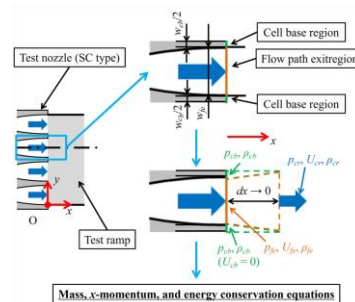 Test nozzle (SC type)
w_cb/2
Cell base region
Flow path exitregion
Cell base region
w_fe
w_cb/2
x
y
O
x
Test ramp
p_cb, ρ_cb
p_cr, U_cr, ρ_cr
dx → 0
p_cb, ρ_cb
(U_cb = 0)
p_fe, U_fe, ρ_fe
Mass, x-momentum, and energy conservation equations